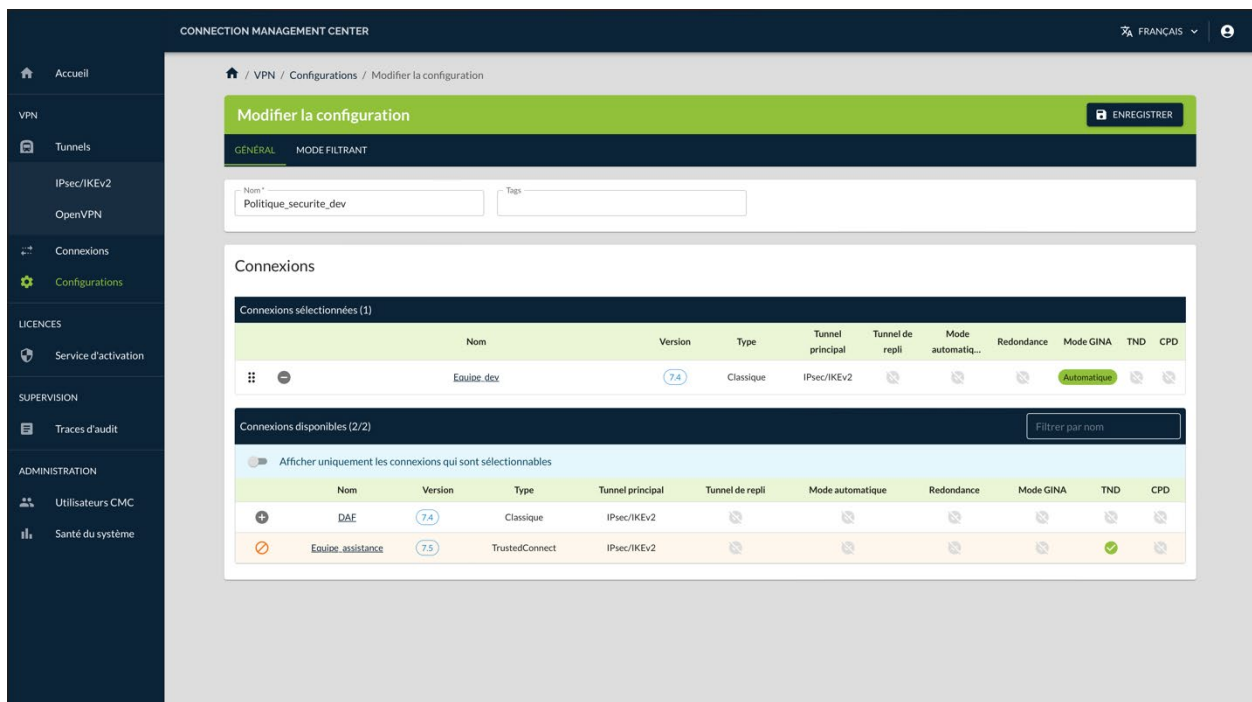 CONNECTION MANAGEMENT CENTER
FRANÇAIS
Accueil
VPN
Tunnels
IPsec/IKEv2
OpenVPN
Connexions
Configurations
LICENCES
Service d'activation
SUPERVISION
Traces d'audit
ADMINISTRATION
Utilisateurs CMC
Santé du système
/ VPN / Configurations / Modifier la configuration
Modifier la configuration
ENREGISTRER
GÉNÉRAL MODE FILTRANT
Nom* Tags
Politique_securite_dev
Connexions
Connexions sélectionnées (1)
Nom Version Type Tunnel principal Tunnel de repli Mode automatiq... Redondance Mode GINA TND CPD
Equipe_dev 7.4 Classique IPsec/IKEv2 Automatique
Connexions disponibles (2/2) Filtrer par nom
Afficher uniquement les connexions qui sont sélectionnables
Nom Version Type Tunnel principal Tunnel de repli Mode automatique Redondance Mode GINA TND CPD
DAF 7.4 Classique IPsec/IKEv2
Equipe_assistance 7.5 TrustedConnect IPsec/IKEv2